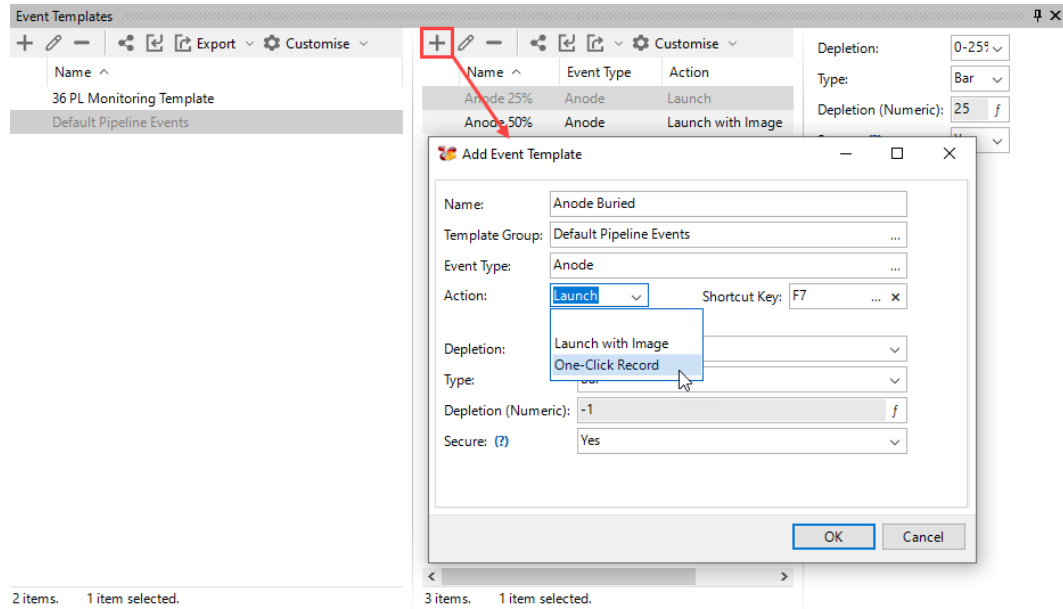 Event Templates
Export
Customise
Name
36 PL Monitoring Template
Default Pipeline Events
2 items. 1 item selected.
Customise
Name Event Type Action
Anode 25% Anode Launch
Anode 50% Anode Launch with Image
3 items. 1 item selected.
Depletion: 0-25%
Type: Bar
Depletion (Numeric): 25 f
Add Event Template
Name: Anode Buried
Template Group: Default Pipeline Events ...
Event Type: Anode ...
Action: Launch Shortcut Key: F7 ... ×
Launch with Image
One-Click Record
Depletion:
Type: Bar
Depletion (Numeric): -1 f
Secure: (?) Yes
OK Cancel